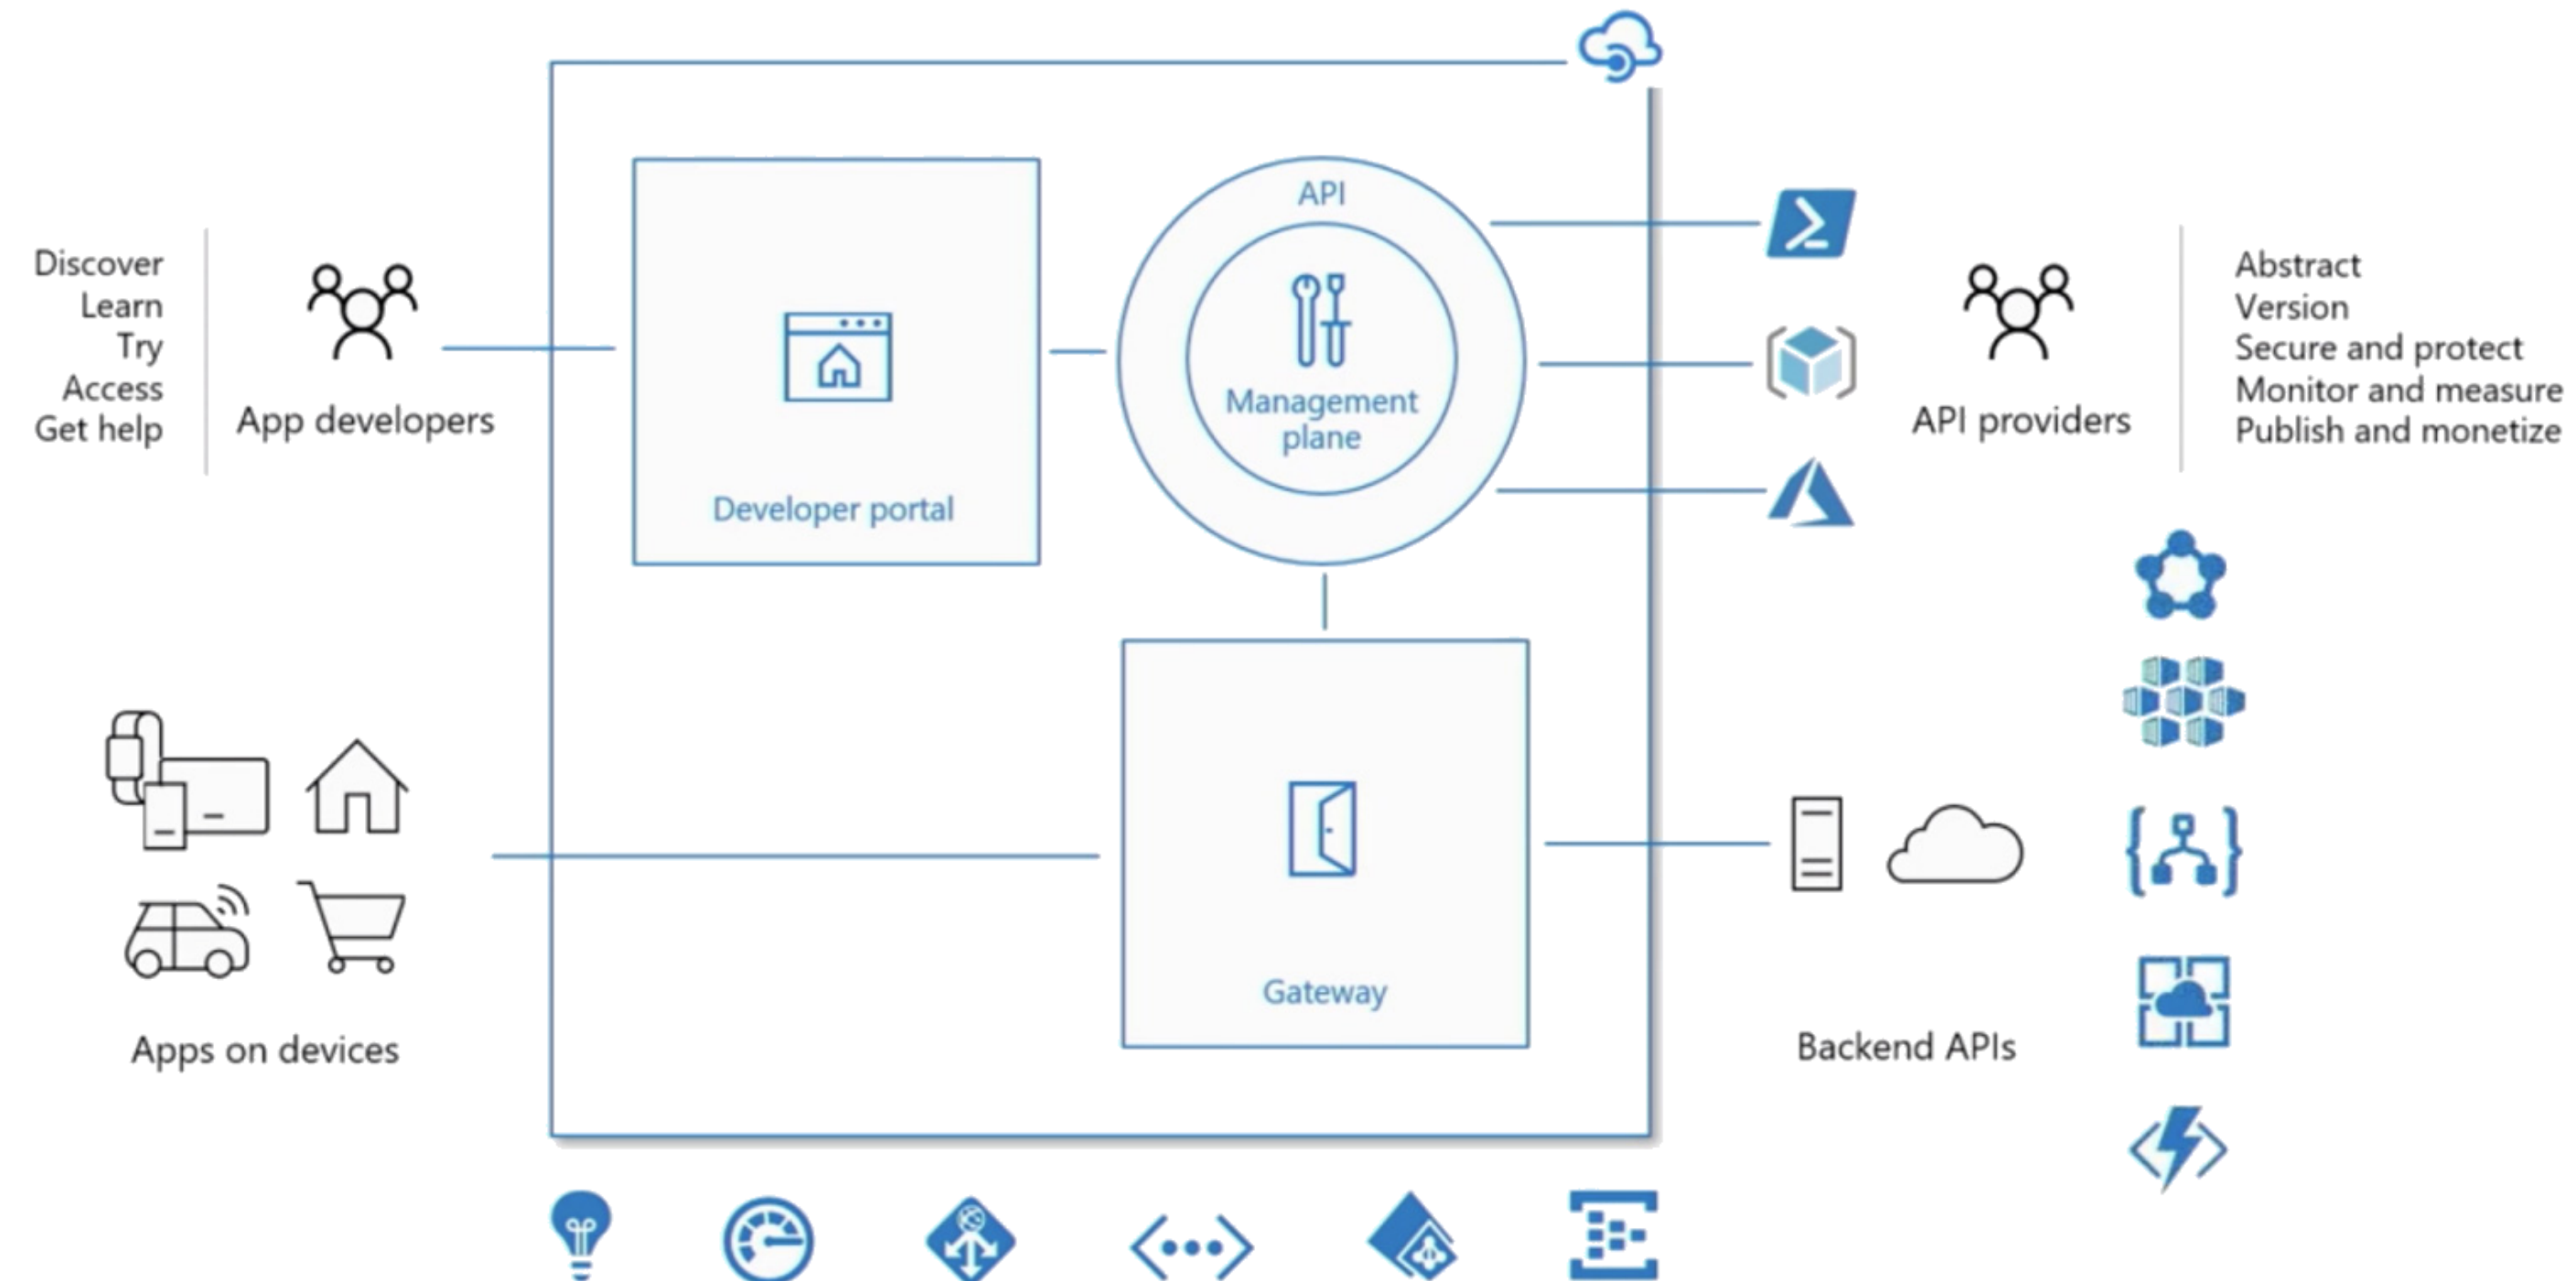 Discover
Learn
Try
Access
Get help
App developers
Developer portal
API
Management
plane
API providers
Abstract
Version
Secure and protect
Monitor and measure
Publish and monetize
Apps on devices
Gateway
Backend APIs